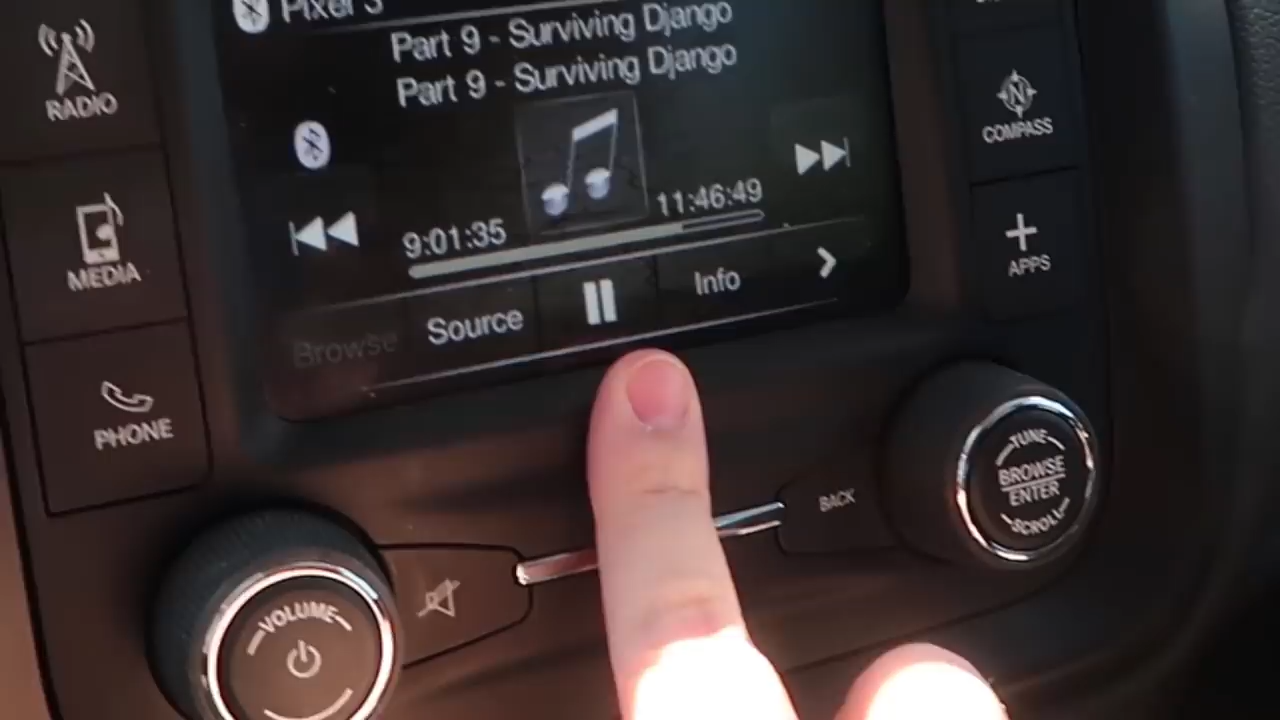 Pixel 3
Part 9 - Surviving Django
Part 9 - Surviving Django
RADIO
N
COMPASS
MEDIA
9:01:35
11:46:49
APPS
Browse
Source
Info
PHONE
TUNE
BROWSE
ENTER
SCROLL
BACK
VOLUME